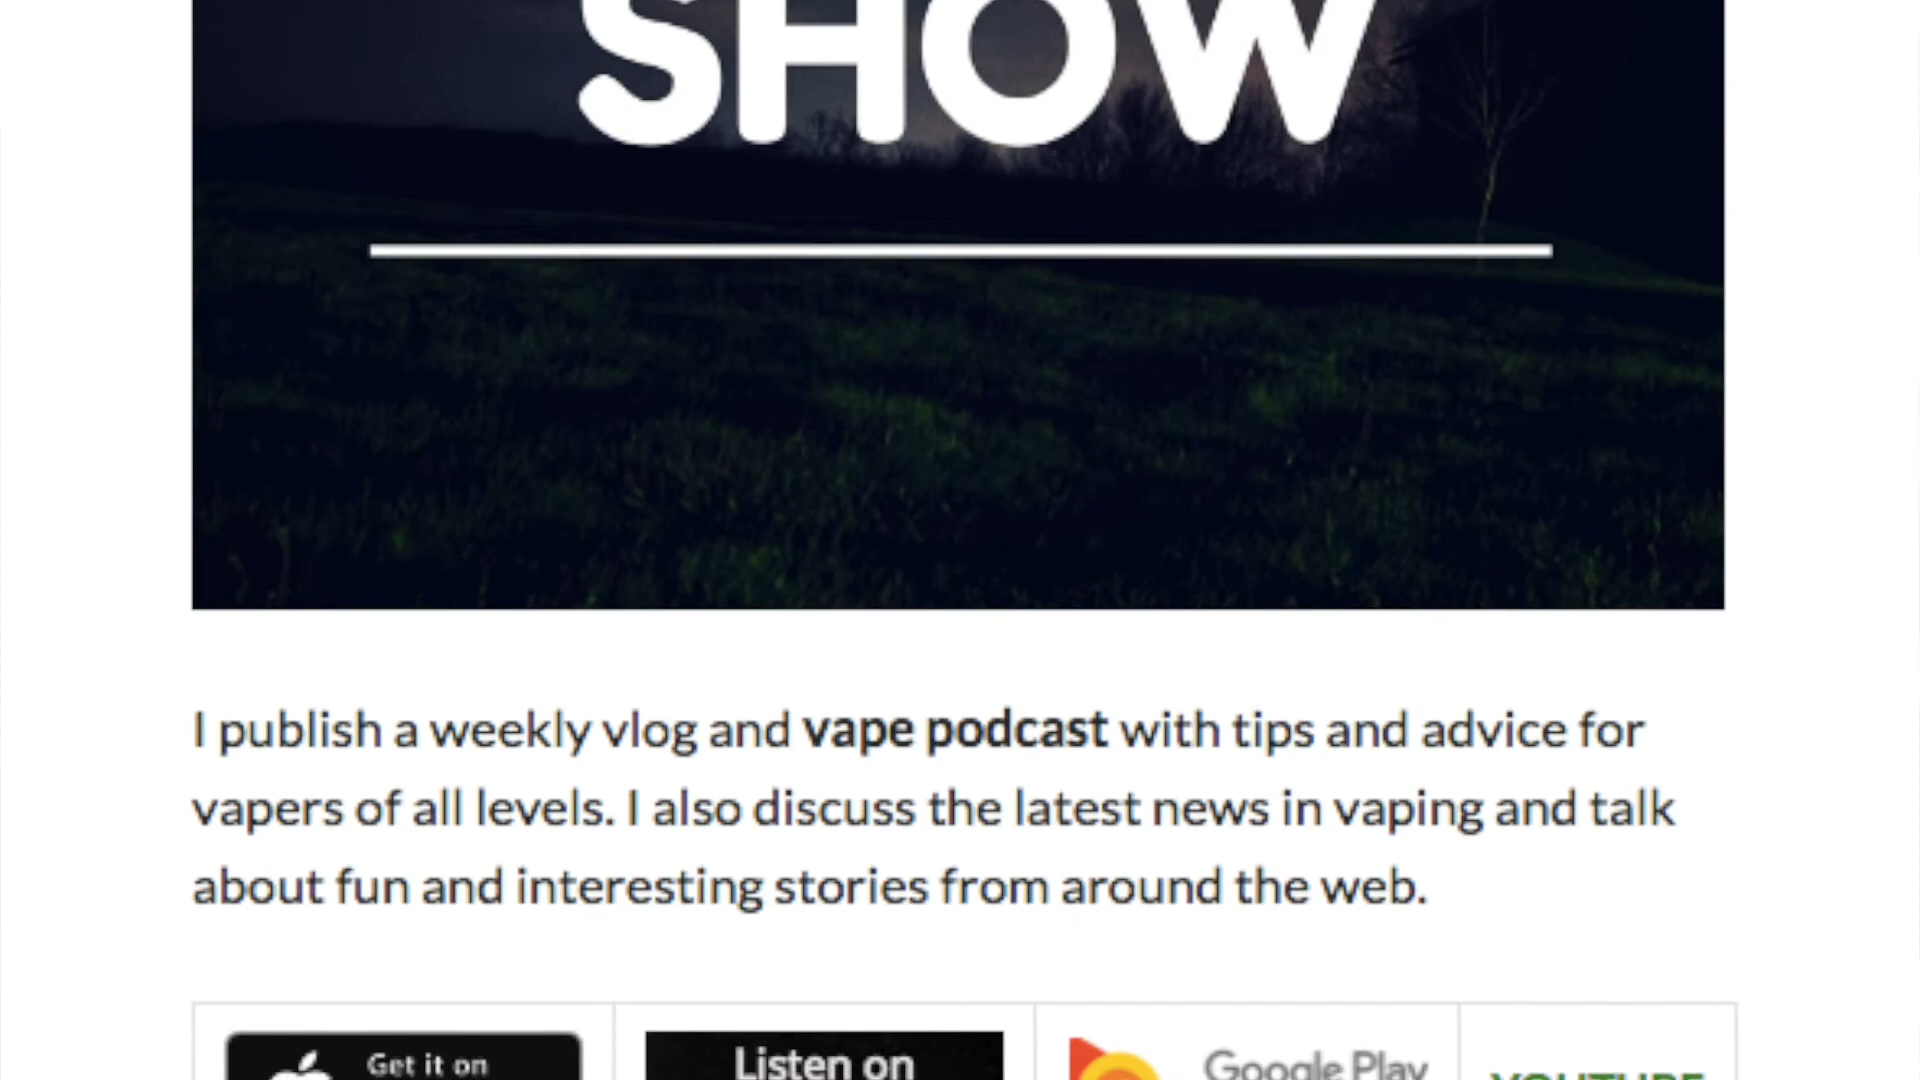 SHOW
I publish a weekly vlog and vape podcast with tips and advice for
vapers of all levels. I also discuss the latest news in vaping and talk
about fun and interesting stories from around the web.
Get it on
Listen on
Google Play
YOUTUBE